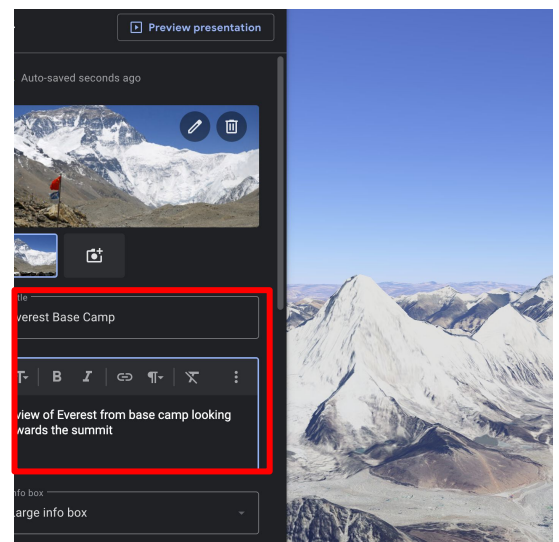 Preview presentation
Auto-saved seconds ago
itle
verest Base Camp
T
B I
view of Everest from base camp looking
wards the summit
nfo box
arge info box